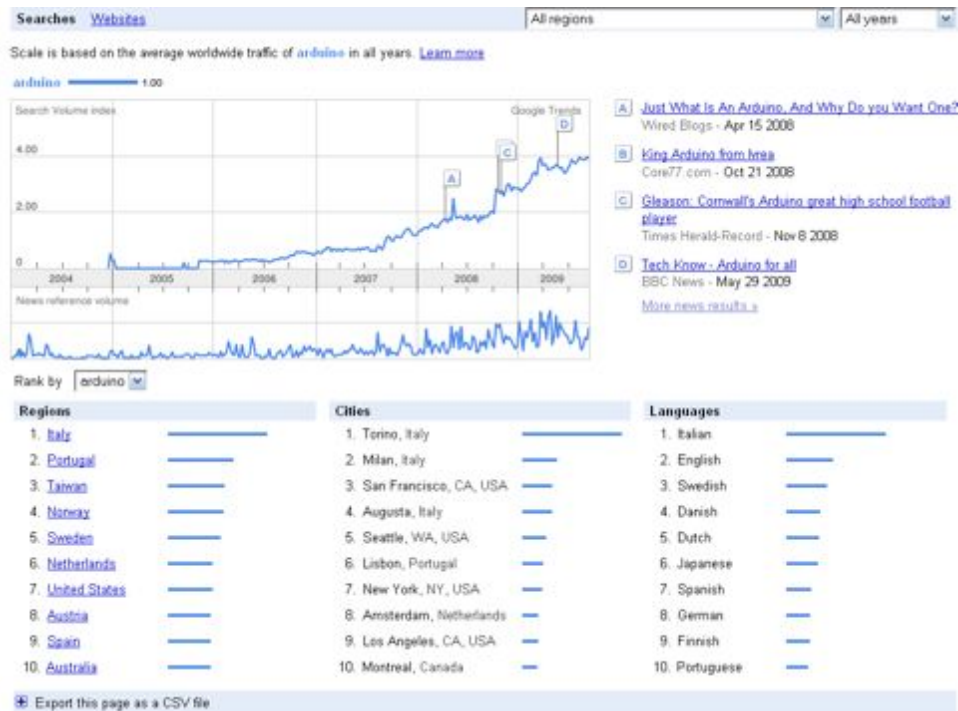 Searches Websites All regions All years
Scale is based on the average worldwide traffic of arduino in all years. Learn more
arduino 1.00
Search Volume index Google Trends
D
C
4.00
A
2.00
0
2004 2005 2006 2007 2008 2009
News reference volume
A Just What Is An Arduino, And Why Do you Want One?
Wired Blogs - Apr 15 2008
B King Arduino from Ivrea
Core77.com - Oct 21 2008
C Gleason: Cornwall's Arduino great high school football
player
Times Herald-Record - Nov 8 2008
D Tech Know - Arduino for all
BBC News - May 29 2009
More news results »
Rank by arduino
Regions
1. Italy
2. Portugal
3. Taiwan
4. Norway
5. Sweden
6. Netherlands
7. United States
8. Austria
9. Spain
10. Australia
Cities
1. Torino, Italy
2. Milan, Italy
3. San Francisco, CA, USA
4. Augusta, Italy
5. Seattle, WA, USA
6. Lisbon, Portugal
7. New York, NY, USA
8. Amsterdam, Netherlands
9. Los Angeles, CA, USA
10. Montreal, Canada
Languages
1. Italian
2. English
3. Swedish
4. Danish
5. Dutch
6. Japanese
7. Spanish
8. German
9. Finnish
10. Portuguese
Export this page as a CSV file